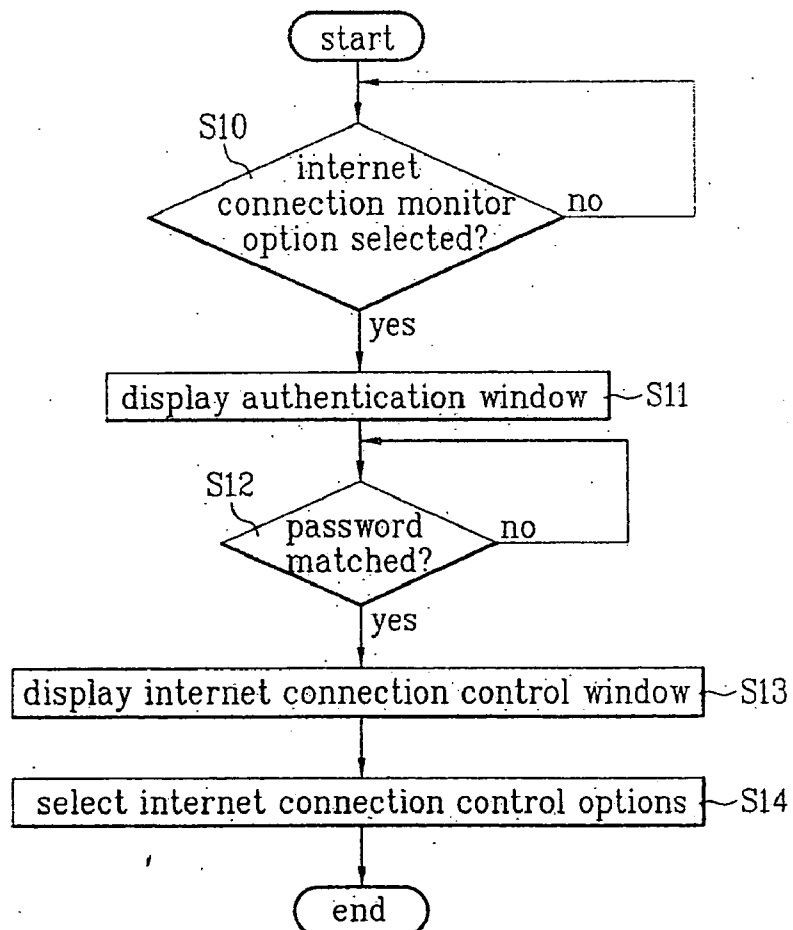 start
S10
internet
connection monitor
option selected?
no
yes
display authentication window
S11
S12
password
matched?
no
yes
display internet connection control window
S13
select internet connection control options
S14
end